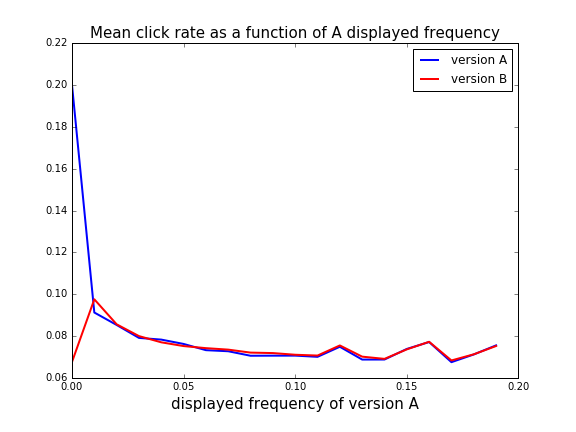 Mean click rate as a function of A displayed frequency
0.22
0.20
0.18
0.16
0.14
0.12
0.10
0.08
0.06
version A
version B
0.00 0.05 0.10 0.15 0.20
displayed frequency of version A